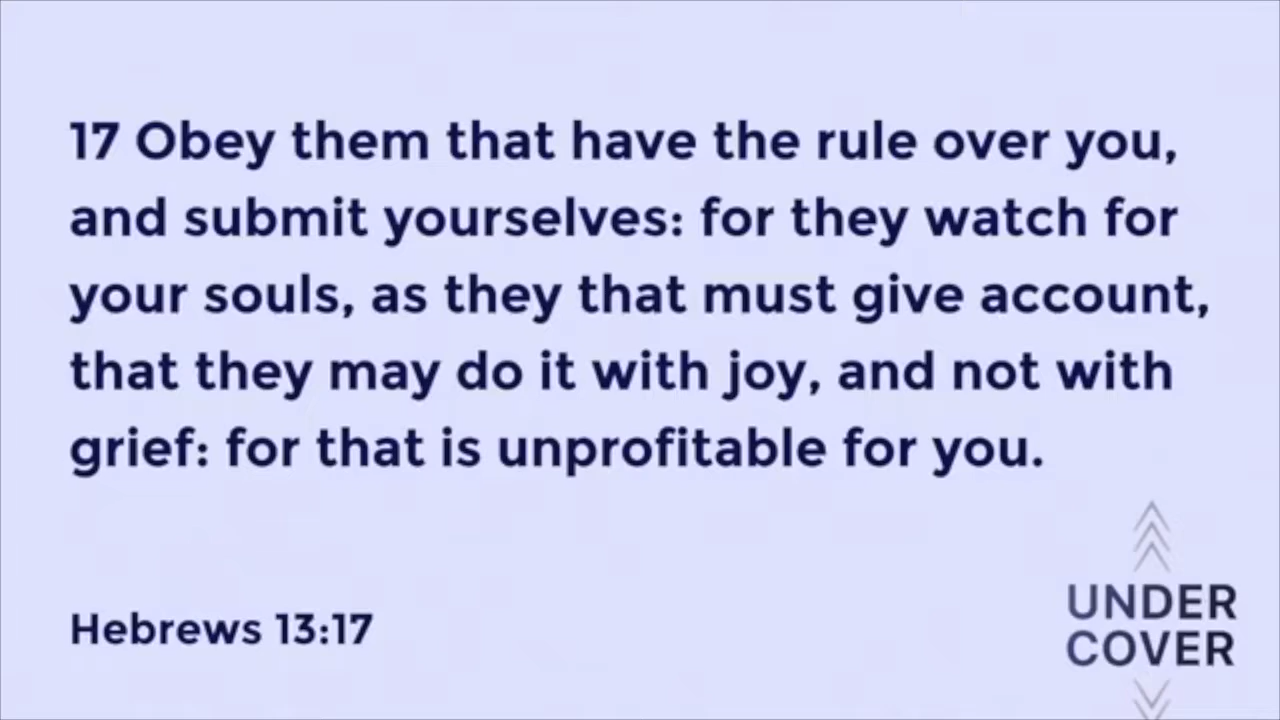 17 Obey them that have the rule over you,
and submit yourselves: for they watch for
your souls, as they that must give account,
that they may do it with joy, and not with
grief: for that is unprofitable for you.
Hebrews 13:17
UNDER
COVER